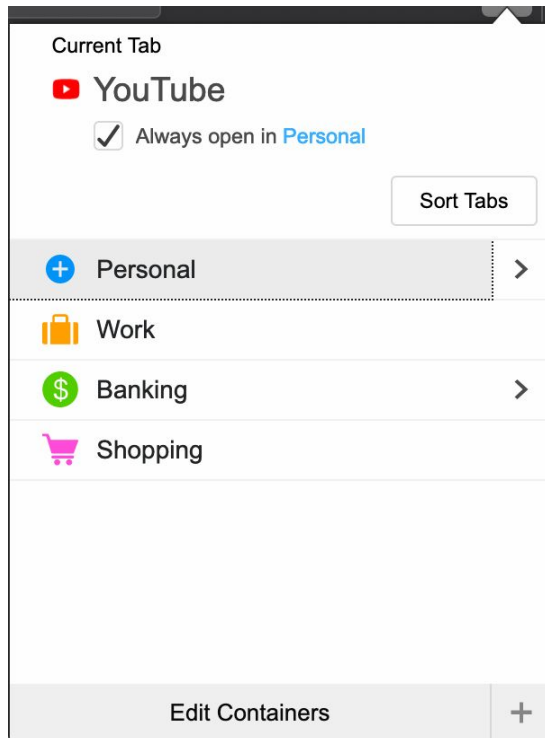 Current Tab
YouTube
Always open in Personal
Sort Tabs
Personal
Work
$ Banking
Shopping
Edit Containers